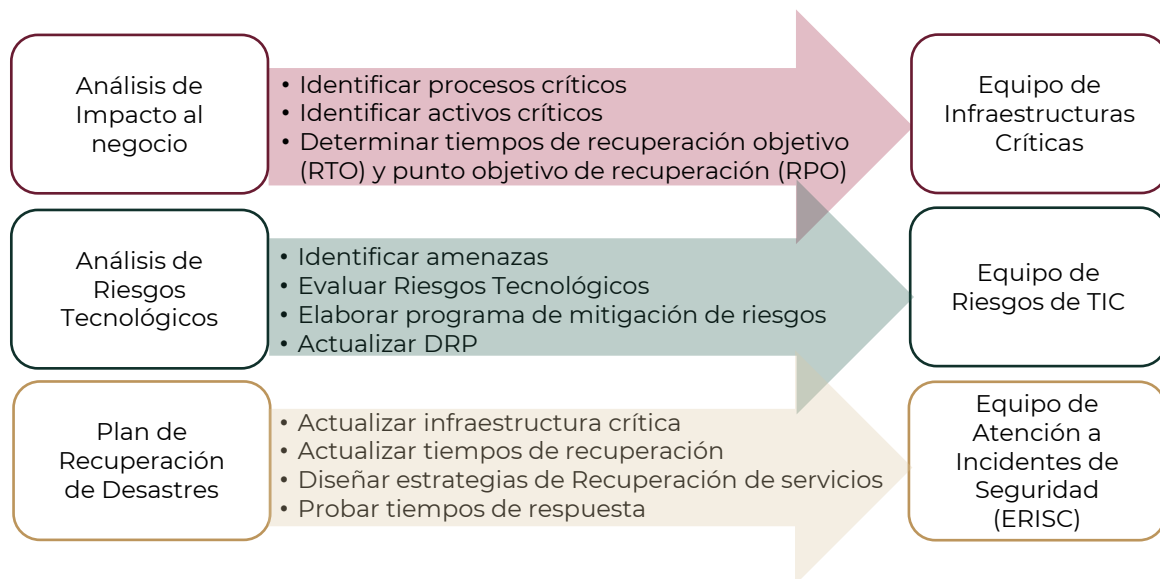 Análisis de
Impacto al
negocio
• Identificar procesos críticos
• Identificar activos críticos
• Determinar tiempos de recuperación objetivo
(RTO) y punto objetivo de recuperación (RPO)
Equipo de
Infraestructuras
Críticas
Análisis de
Riesgos
Tecnológicos
• Identificar amenazas
• Evaluar Riesgos Tecnológicos
• Elaborar programa de mitigación de riesgos
• Actualizar DRP
Equipo de
Riesgos de TIC
Plan de
Recuperación
de Desastres
• Actualizar infraestructura crítica
• Actualizar tiempos de recuperación
• Diseñar estrategias de Recuperación de servicios
• Probar tiempos de respuesta
Equipo de
Atención a
Incidentes de
Seguridad
(ERISC)